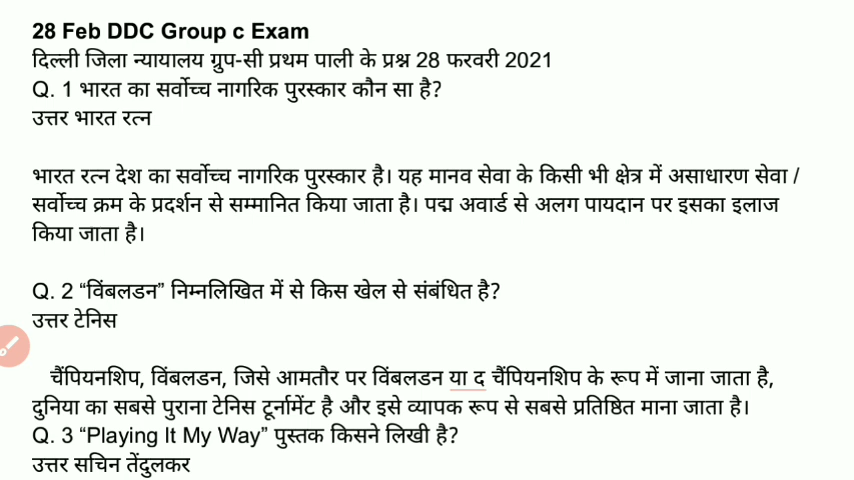 28 Feb DDC Group c Exam
दिल्ली जिला न्यायालय ग्रुप-सी प्रथम पाली के प्रश्न 28 फरवरी 2021
Q. 1 भारत का सर्वोच्च नागरिक पुरस्कार कौन सा है?
उत्तर भारत रत्न
भारत रत्न देश का सर्वोच्च नागरिक पुरस्कार है। यह मानव सेवा के किसी भी क्षेत्र में असाधारण सेवा /
सर्वोच्च क्रम के प्रदर्शन से सम्मानित किया जाता है। पद्म अवार्ड से अलग पायदान पर इसका इलाज
किया जाता है।
Q. 2 “विंबलडन” निम्नलिखित में से किस खेल से संबंधित है?
उत्तर टेनिस
चैंपियनशिप, विंबलडन, जिसे आमतौर पर विंबलडन या द चैंपियनशिप के रूप में जाना जाता है,
दुनिया का सबसे पुराना टेनिस टूर्नामेंट है और इसे व्यापक रूप से सबसे प्रतिष्ठित माना जाता है।
Q. 3 “Playing It My Way” पुस्तक किसने लिखी है?
उत्तर सचिन तेंदुलकर